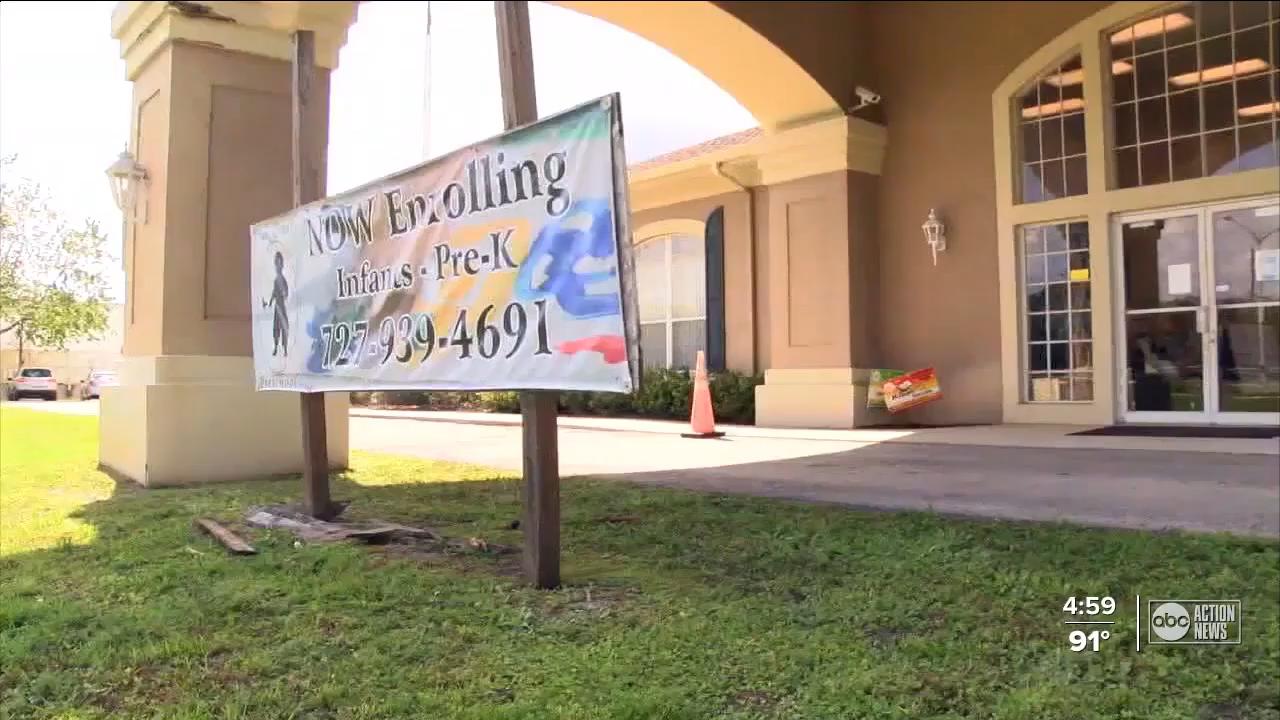 NOW Enrolling
Infants - Pre-K
727-939-4691
4:59
91°
abc ACTION NEWS